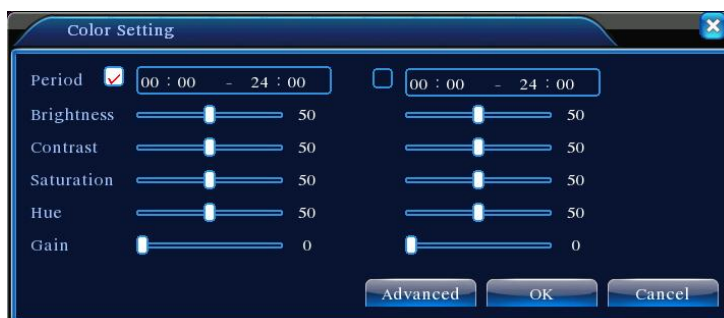 Color Setting
Period 00 : 00 - 24 : 00 00 : 00 - 24 : 00
Brightness 50 50
Contrast 50 50
Saturation 50 50
Hue 50 50
Gain 0 0
Advanced OK Cancel